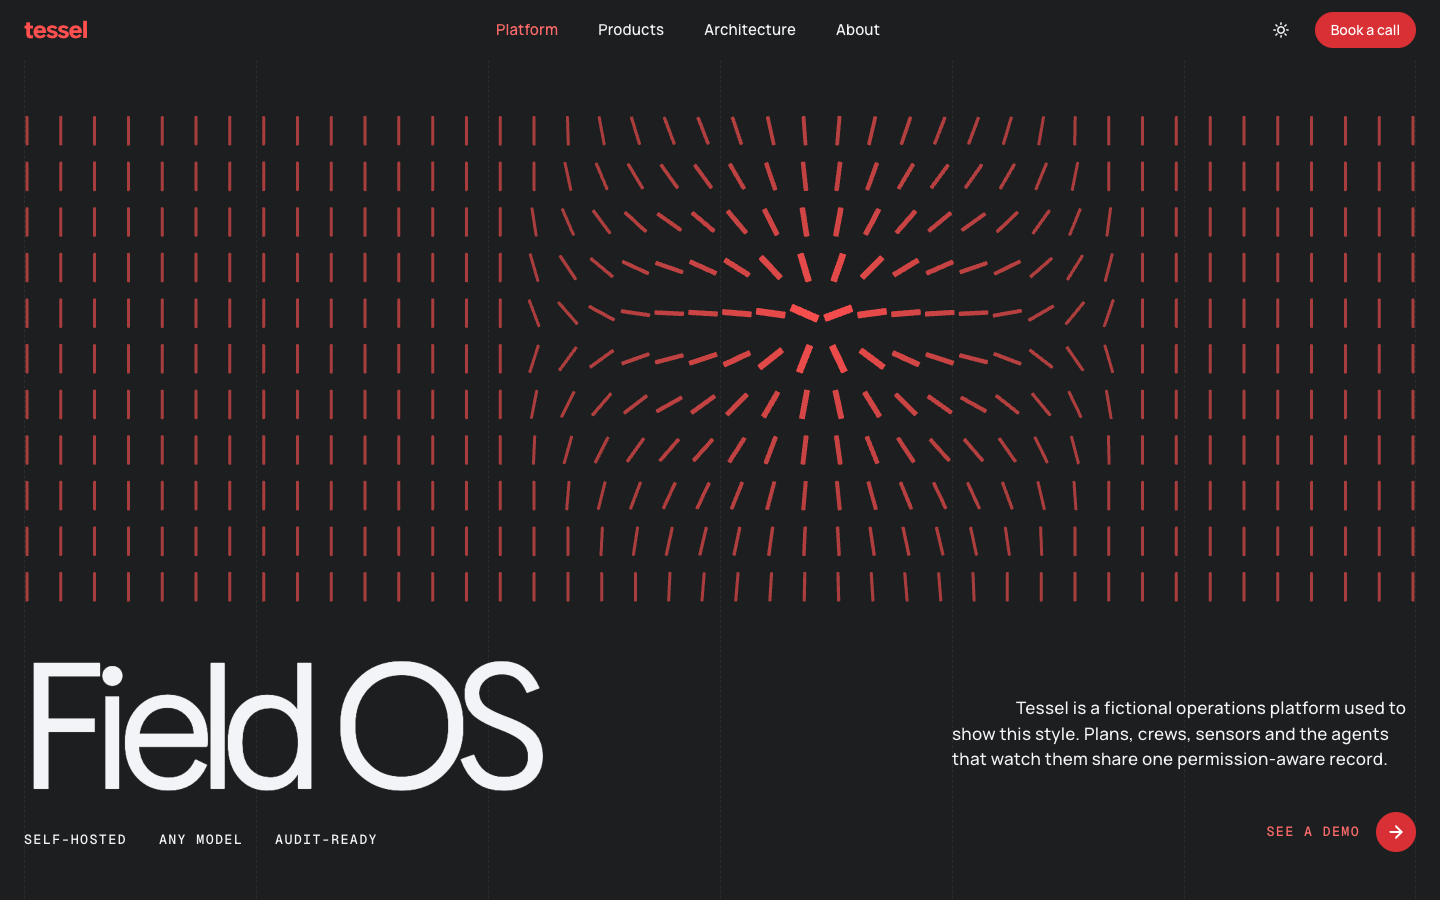 tessel
Platform
Products
Architecture
About
Book a call
Field OS
Tessel is a fictional operations platform used to
show this style. Plans, crews, sensors and the agents
that watch them share one permission-aware record.
SELF-HOSTED
ANY MODEL
AUDIT-READY
SEE A DEMO